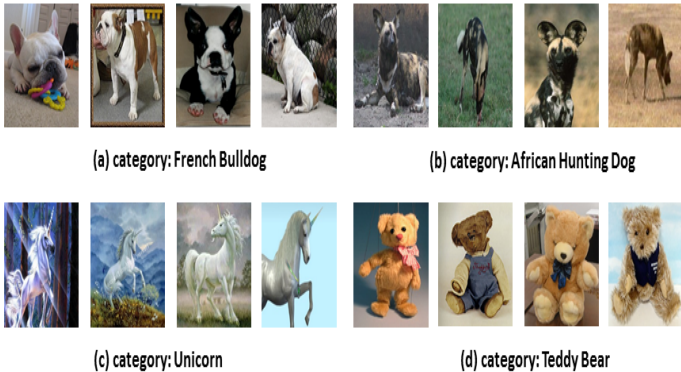 (a) category: French Bulldog
(b) category: African Hunting Dog
(c) category: Unicorn
(d) category: Teddy Bear